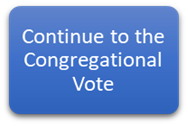 Continue to the
Congregational
Vote